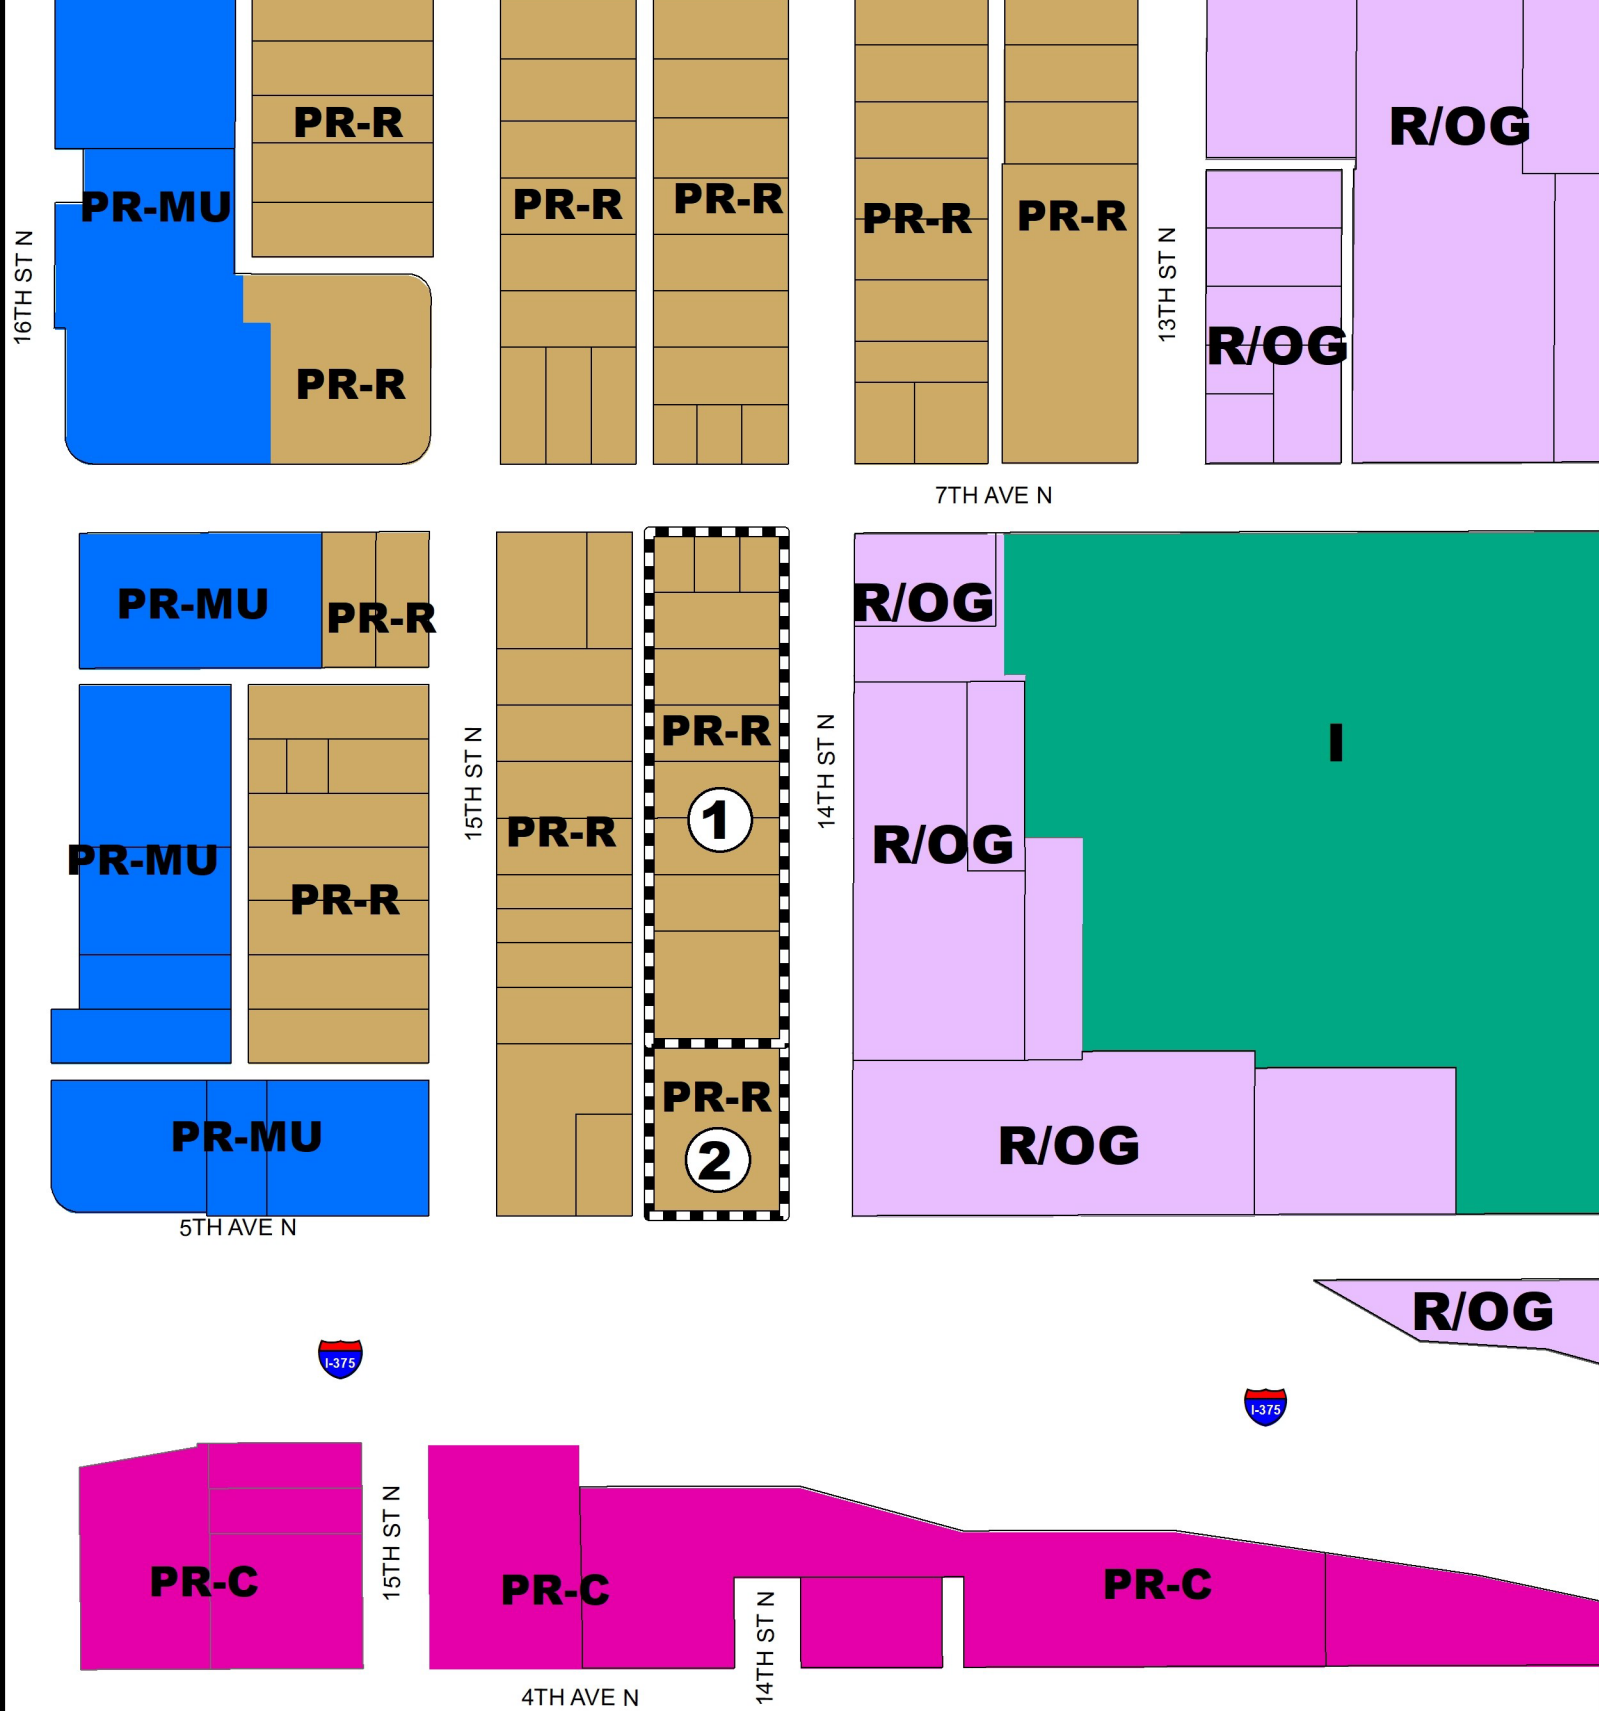 PR-R
R/OG
PR-MU
PR-R
PR-R
PR-R
PR-R
16TH ST N
13TH ST N
R/OG
PR-R
7TH AVE N
PR-MU
PR-R
R/OG
PR-R
I
15TH ST N
14TH ST N
1
PR-R
R/OG
PR-MU
PR-R
PR-R
2
PR-MU
R/OG
5TH AVE N
R/OG
I-375
I-375
PR-C
15TH ST N
PR-C
PR-C
14TH ST N
4TH AVE N